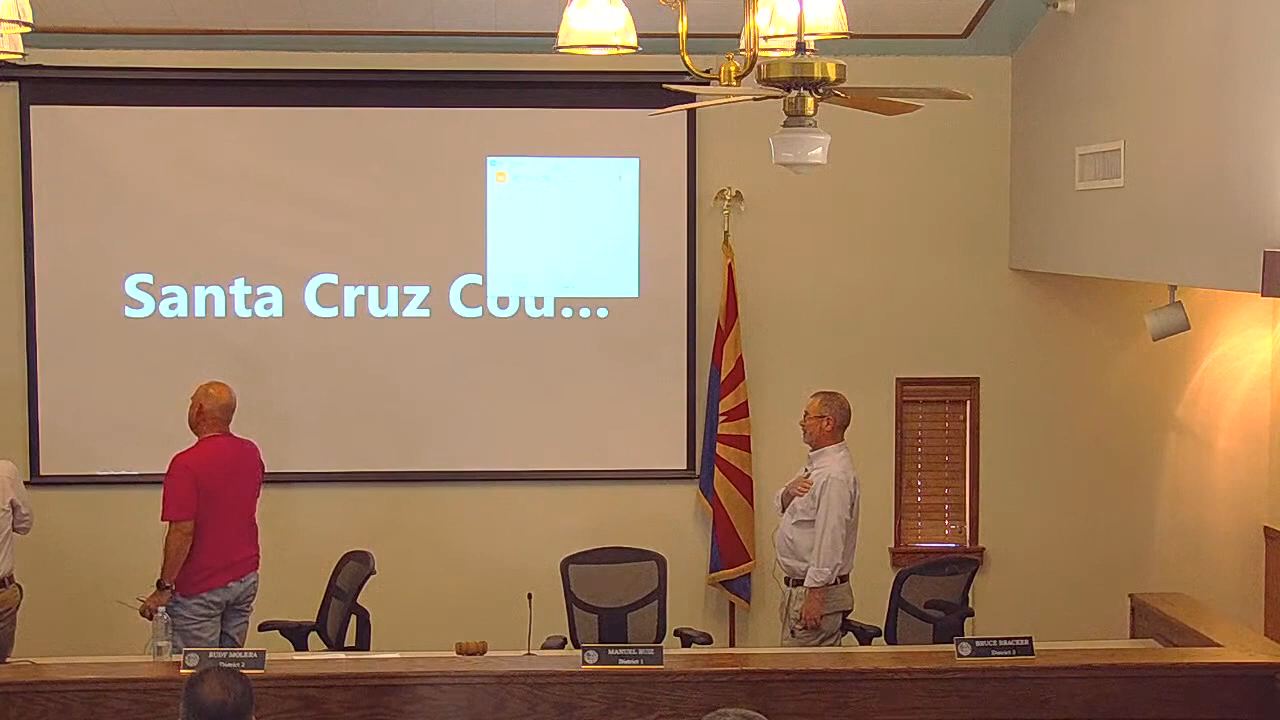 Santa Cruz Cou...
RUDY MOLERA
District 2
MANUEL RUIZ
District 1
BRUCE BRACKER
District 3